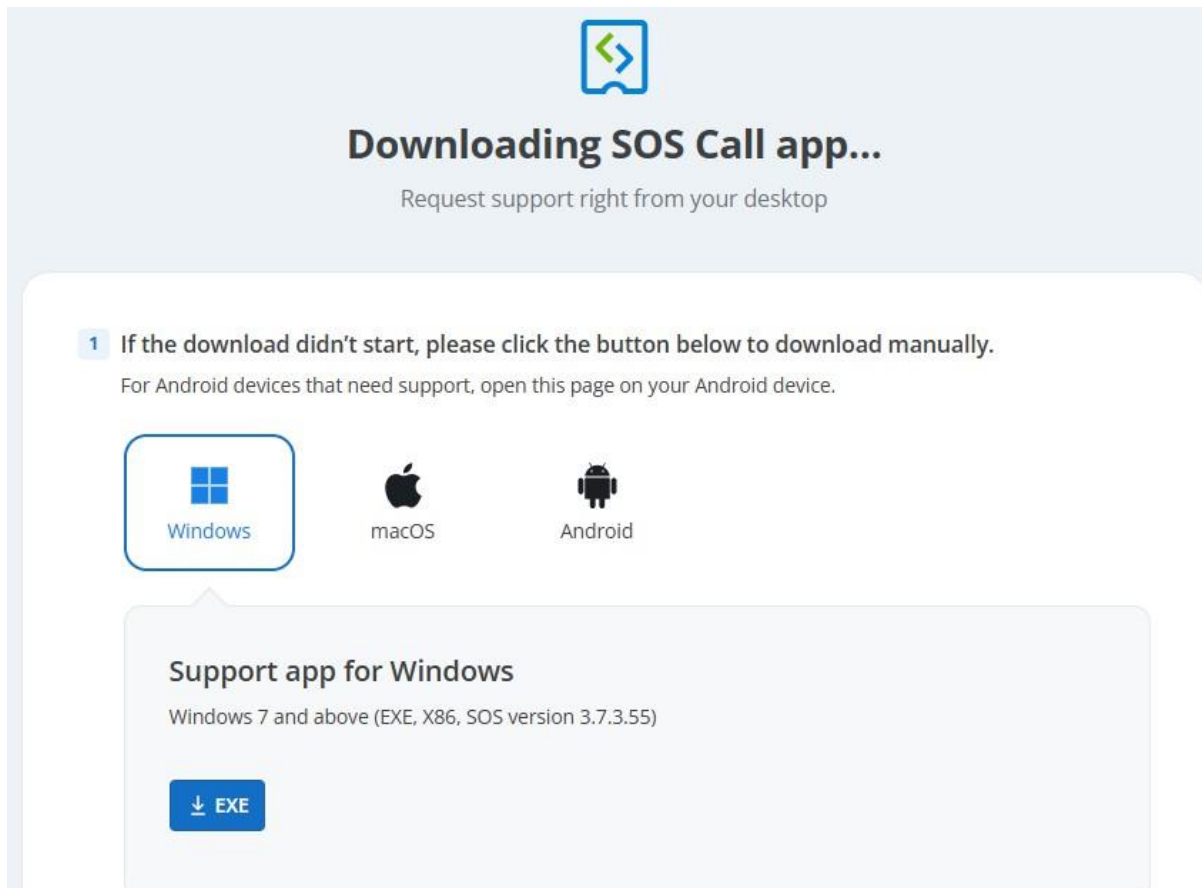 Downloading SOS Call app...
Request support right from your desktop
1 If the download didn’t start, please click the button below to download manually.
For Android devices that need support, open this page on your Android device.
Windows macOS Android
Support app for Windows
Windows 7 and above (EXE, X86, SOS version 3.7.3.55)
EXE